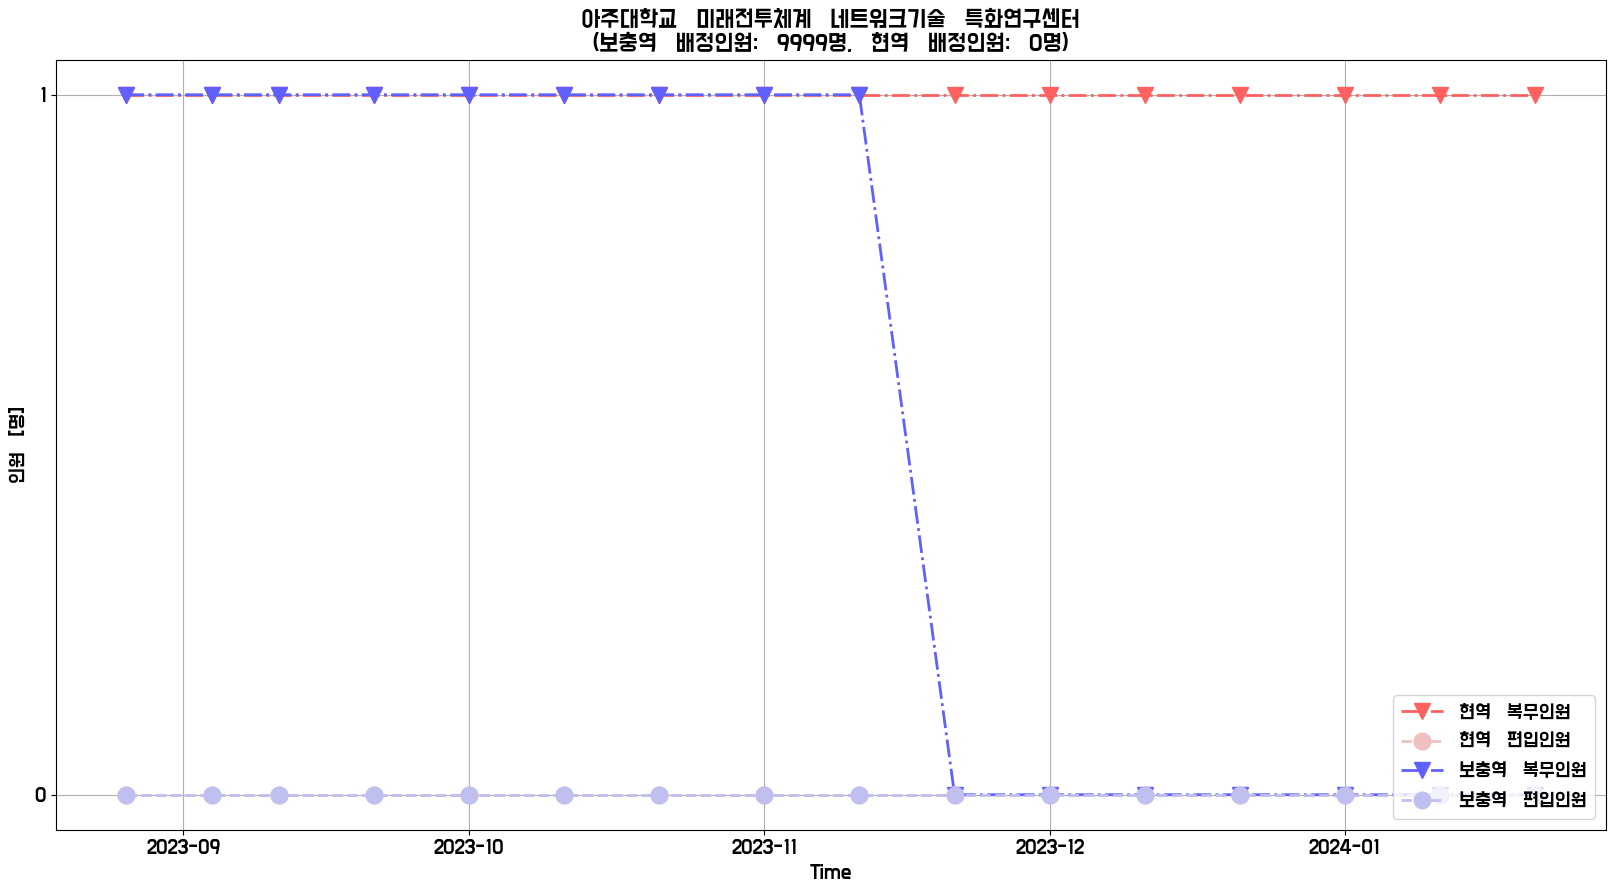 아주대학교 미래전투체계 네트워크기술 특화연구센터
(보충역 배정인원: 9999명, 현역 배정인원: 0명)
1
0
인원 [명]
2023-09
2023-10
2023-11
2023-12
2024-01
Time
현역 복무인원
현역 편입인원
보충역 복무인원
보충역 편입인원